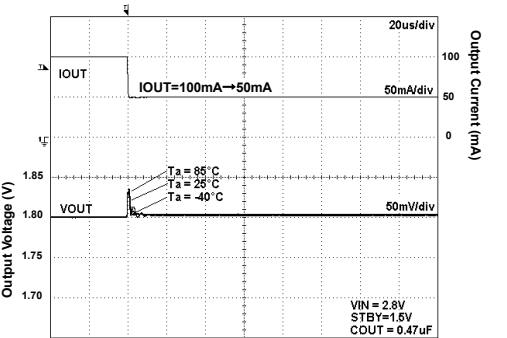 20us/div
IOUT
100
IOUT=100mA→50mA
50mA/div
50
0
Output Current (mA)
Ta = 85°C
Ta = 25°C
Ta = -40°C
1.85
VOUT
1.80
50mV/div
1.75
1.70
Output Voltage (V)
VIN = 2.8V
STBY=1.5V
COUT = 0.47uF